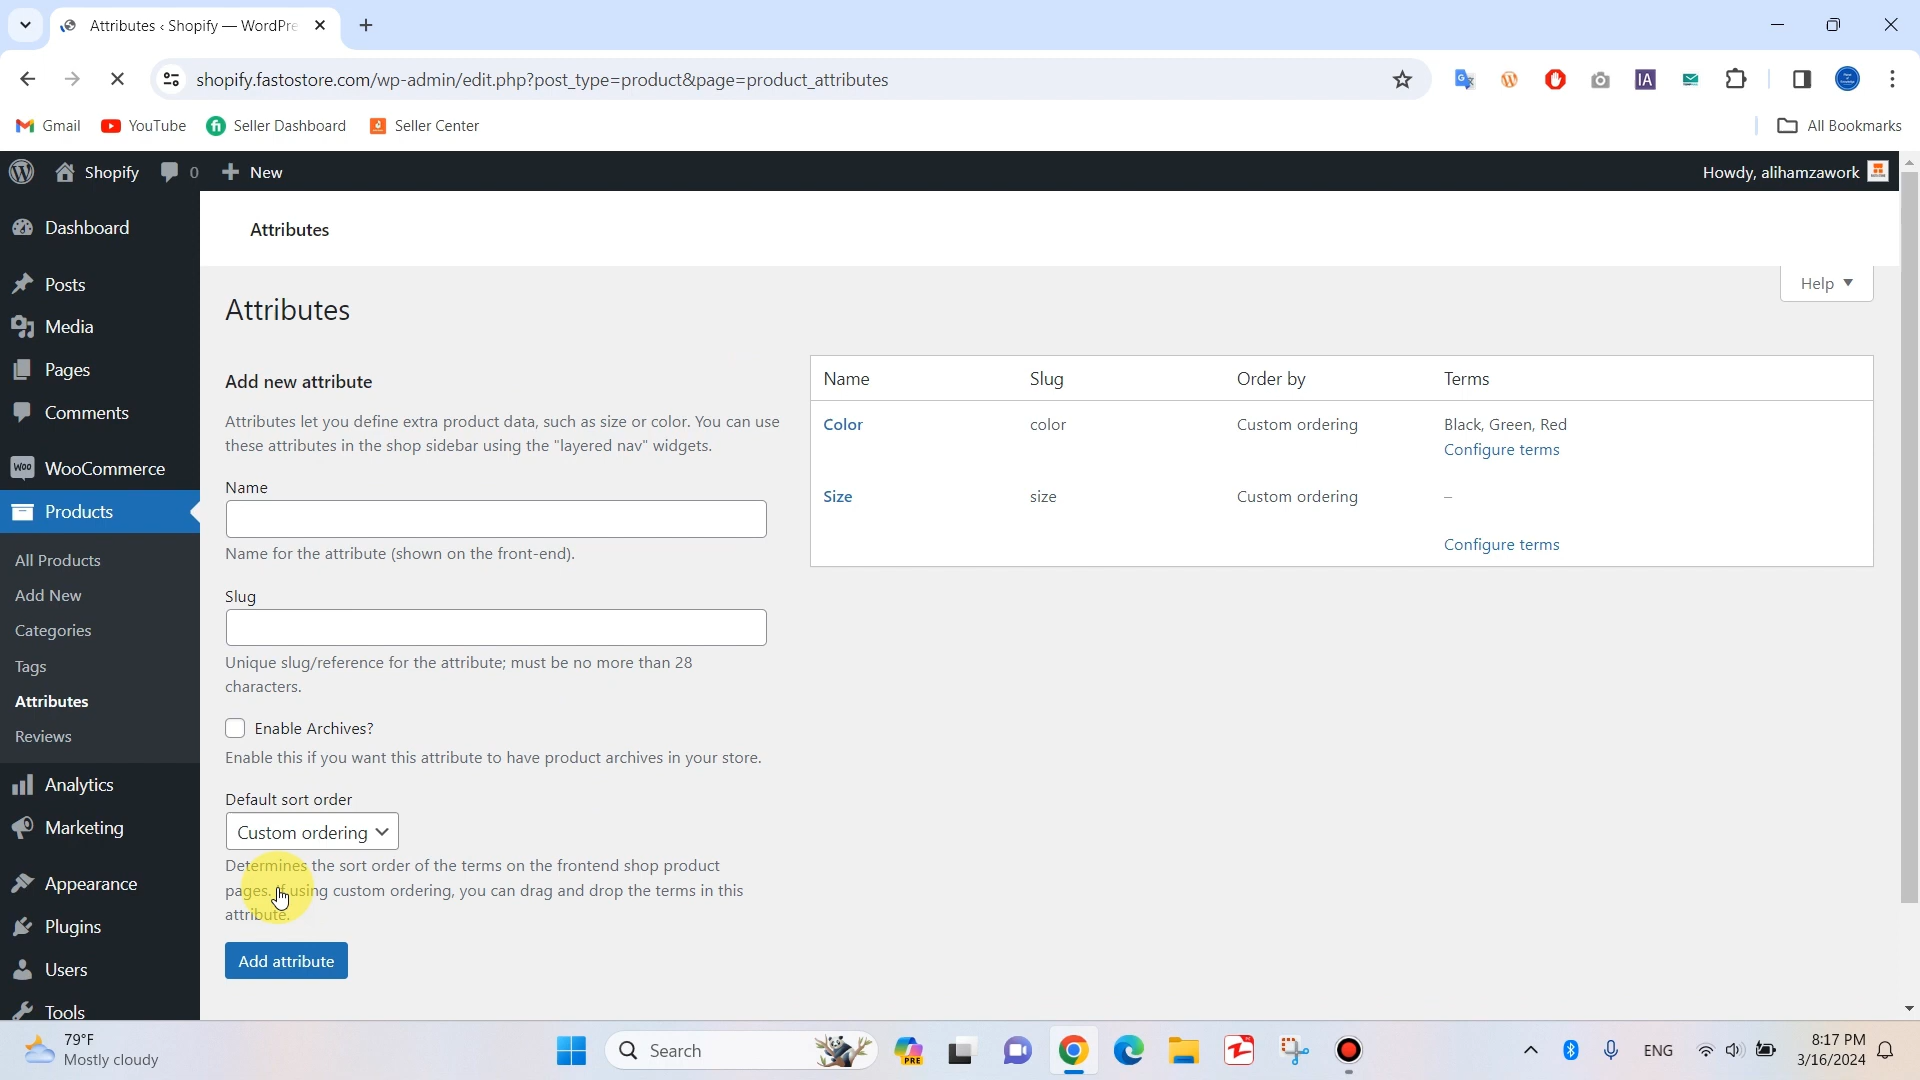 Attributes ‹ Shopify — WordPre
shopify.fastostore.com/wp-admin/edit.php?post_type=product&page=product_attributes
IA
Gmail YouTube Seller Dashboard Seller Center All Bookmarks
Shopify 0 New Howdy, alihamzawork
Dashboard
Posts
Media
Pages
Comments
WooCommerce
Products
All Products
Add New
Categories
Tags
Attributes
Reviews
Analytics
Marketing
Appearance
Plugins
Users
Tools
Attributes
Help
Attributes
Add new attribute
Attributes let you define extra product data, such as size or color. You can use
these attributes in the shop sidebar using the "layered nav" widgets.
Name
Name for the attribute (shown on the front-end).
Slug
Unique slug/reference for the attribute; must be no more than 28
characters.
Enable Archives?
Enable this if you want this attribute to have product archives in your store.
Default sort order
Custom ordering
Determines the sort order of the terms on the frontend shop product
pages. If using custom ordering, you can drag and drop the terms in this
attribute.
Add attribute
Name Slug Order by Terms
Color color Custom ordering Black, Green, Red
Configure terms
Size size Custom ordering –
Configure terms
79°F
Mostly cloudy
Search
PRE
ENG
8:17 PM
3/16/2024